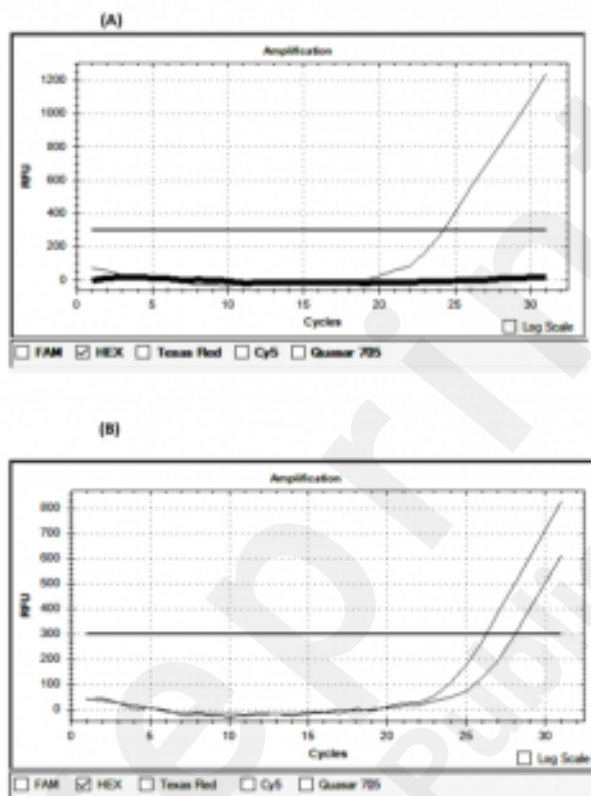 (A)
Amplification
1200
1000
800
600
400
200
0
RFU
0 5 10 15 20 25 30
Cycles
Log Scale
FAM HEX Texas Red Cy5 Quasar 705
(B)
Amplification
800
700
600
500
400
300
200
100
0
RFU
0 5 10 15 20 25 30
Cycles
Log Scale
FAM HEX Texas Red Cy5 Quasar 705
eprin
Public